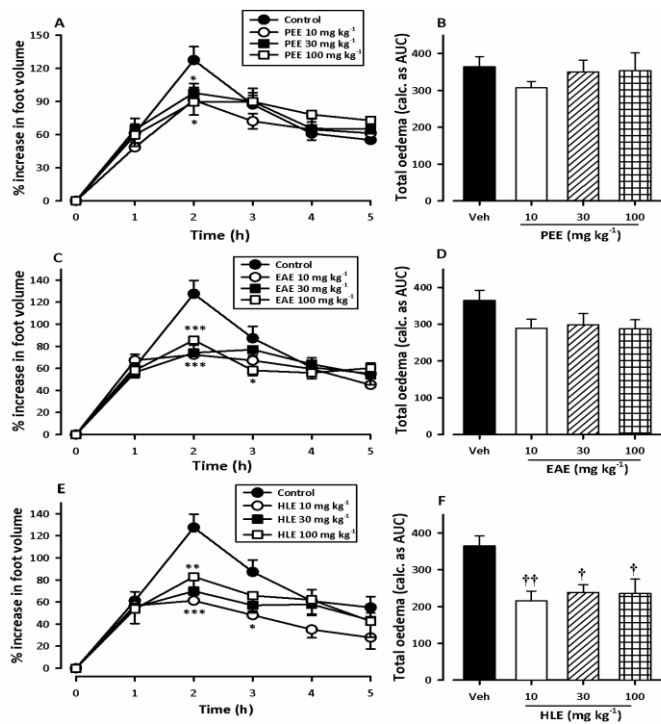 A
Control
PEE 10 mg kg⁻¹
PEE 30 mg kg⁻¹
PEE 100 mg kg⁻¹
% increase in foot volume
150
120
90
60
30
0
*
*
0 1 2 3 4 5
Time (h)
B
Total oedema (calc. as AUC)
400
300
200
100
0
Veh 10 30 100
PEE (mg kg⁻¹)
C
Control
EAE 10 mg kg⁻¹
EAE 30 mg kg⁻¹
EAE 100 mg kg⁻¹
% increase in foot volume
140
120
100
80
60
40
20
0
***
***
*
0 1 2 3 4 5
Time (h)
D
Total oedema (calc. as AUC)
400
300
200
100
0
Veh 10 30 100
EAE (mg kg⁻¹)
E
Control
HLE 10 mg kg⁻¹
HLE 30 mg kg⁻¹
HLE 100 mg kg⁻¹
% increase in foot volume
140
120
100
80
60
40
20
0
**
***
*
0 1 2 3 4 5
Time (h)
F
Total oedema (calc. as AUC)
400
300
200
100
0
†† † †
Veh 10 30 100
HLE (mg kg⁻¹)